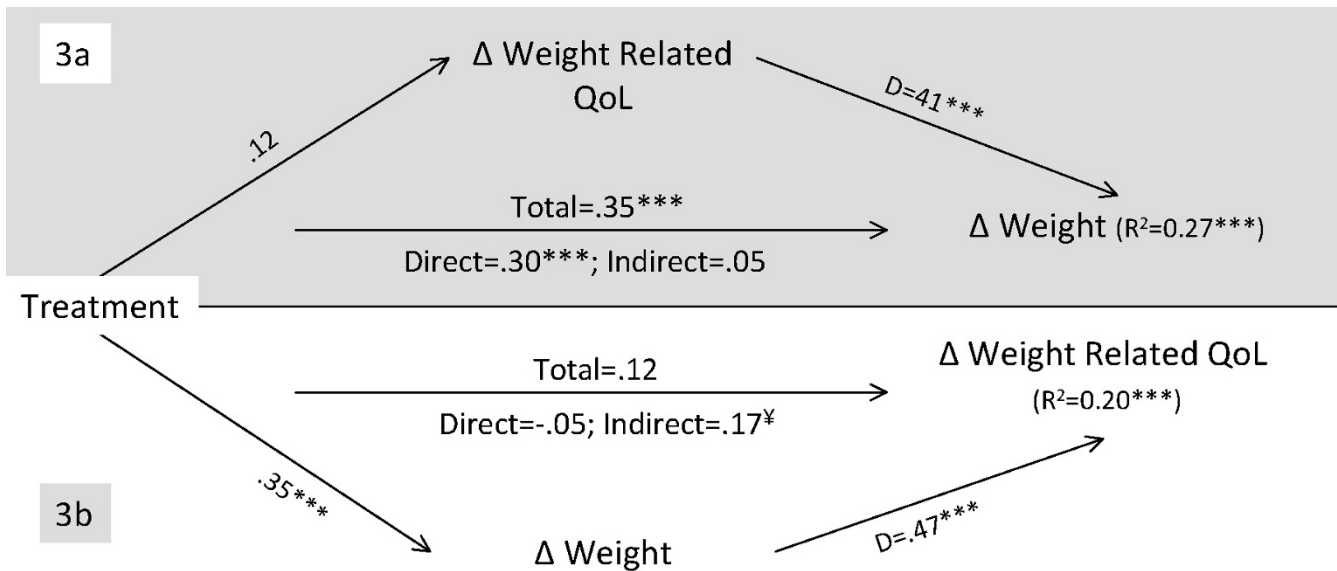 3a
Δ Weight Related
QoL
D=41***
.12
Total=.35***
Δ Weight (R²=0.27***)
Direct=.30***; Indirect=.05
Treatment
Δ Weight Related QoL
(R²=0.20***)
Total=.12
Direct=-.05; Indirect=.17¥
.35***
3b
D=.47***
Δ Weight